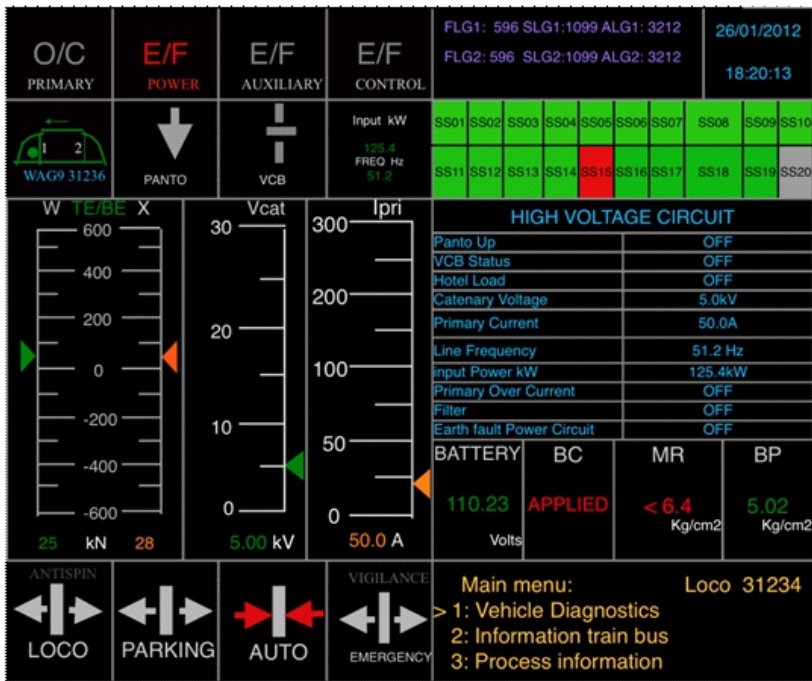 O/C
PRIMARY
E/F
POWER
E/F
AUXILIARY
E/F
CONTROL
FLG1: 596 SLG1:1099 ALG1: 3212
FLG2: 596 SLG2:1099 ALG2: 3212
26/01/2012
18:20:13
1 2
WAG9 31236
PANTO
VCB
Input kW
125.4
FREQ Hz
51.2
SS01 SS02 SS03 SS04 SS05 SS06 SS07 SS08 SS09 SS10
SS11 SS12 SS13 SS14 SS15 SS16 SS17 SS18 SS19 SS20
W TE/BE X
600
400
200
0
-200
-400
-600
25 kN 28
Vcat
30
20
10
0
5.00 kV
Ipri
300
200
100
50
0
50.0 A
HIGH VOLTAGE CIRCUIT
Panto Up OFF
VCB Status OFF
Hotel Load OFF
Catenary Voltage 5.0kV
Primary Current 50.0A
Line Frequency 51.2 Hz
input Power kW 125.4kW
Primary Over Current OFF
Filter OFF
Earth fault Power Circuit OFF
BATTERY
110.23
Volts
BC
APPLIED
MR
< 6.4
Kg/cm2
BP
5.02
Kg/cm2
ANTISPIN
LOCO
PARKING
AUTO
VIGILANCE
EMERGENCY
Main menu: Loco 31234
> 1: Vehicle Diagnostics
2: Information train bus
3: Process information